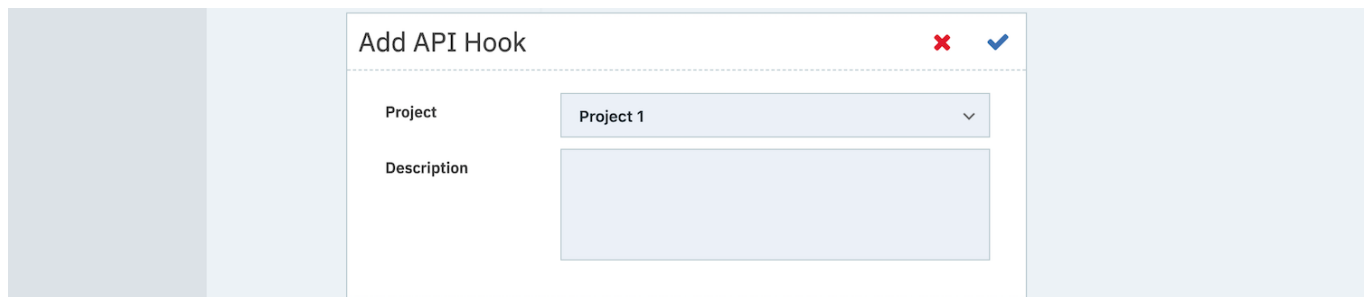 Add API Hook
Project
Project 1
Description